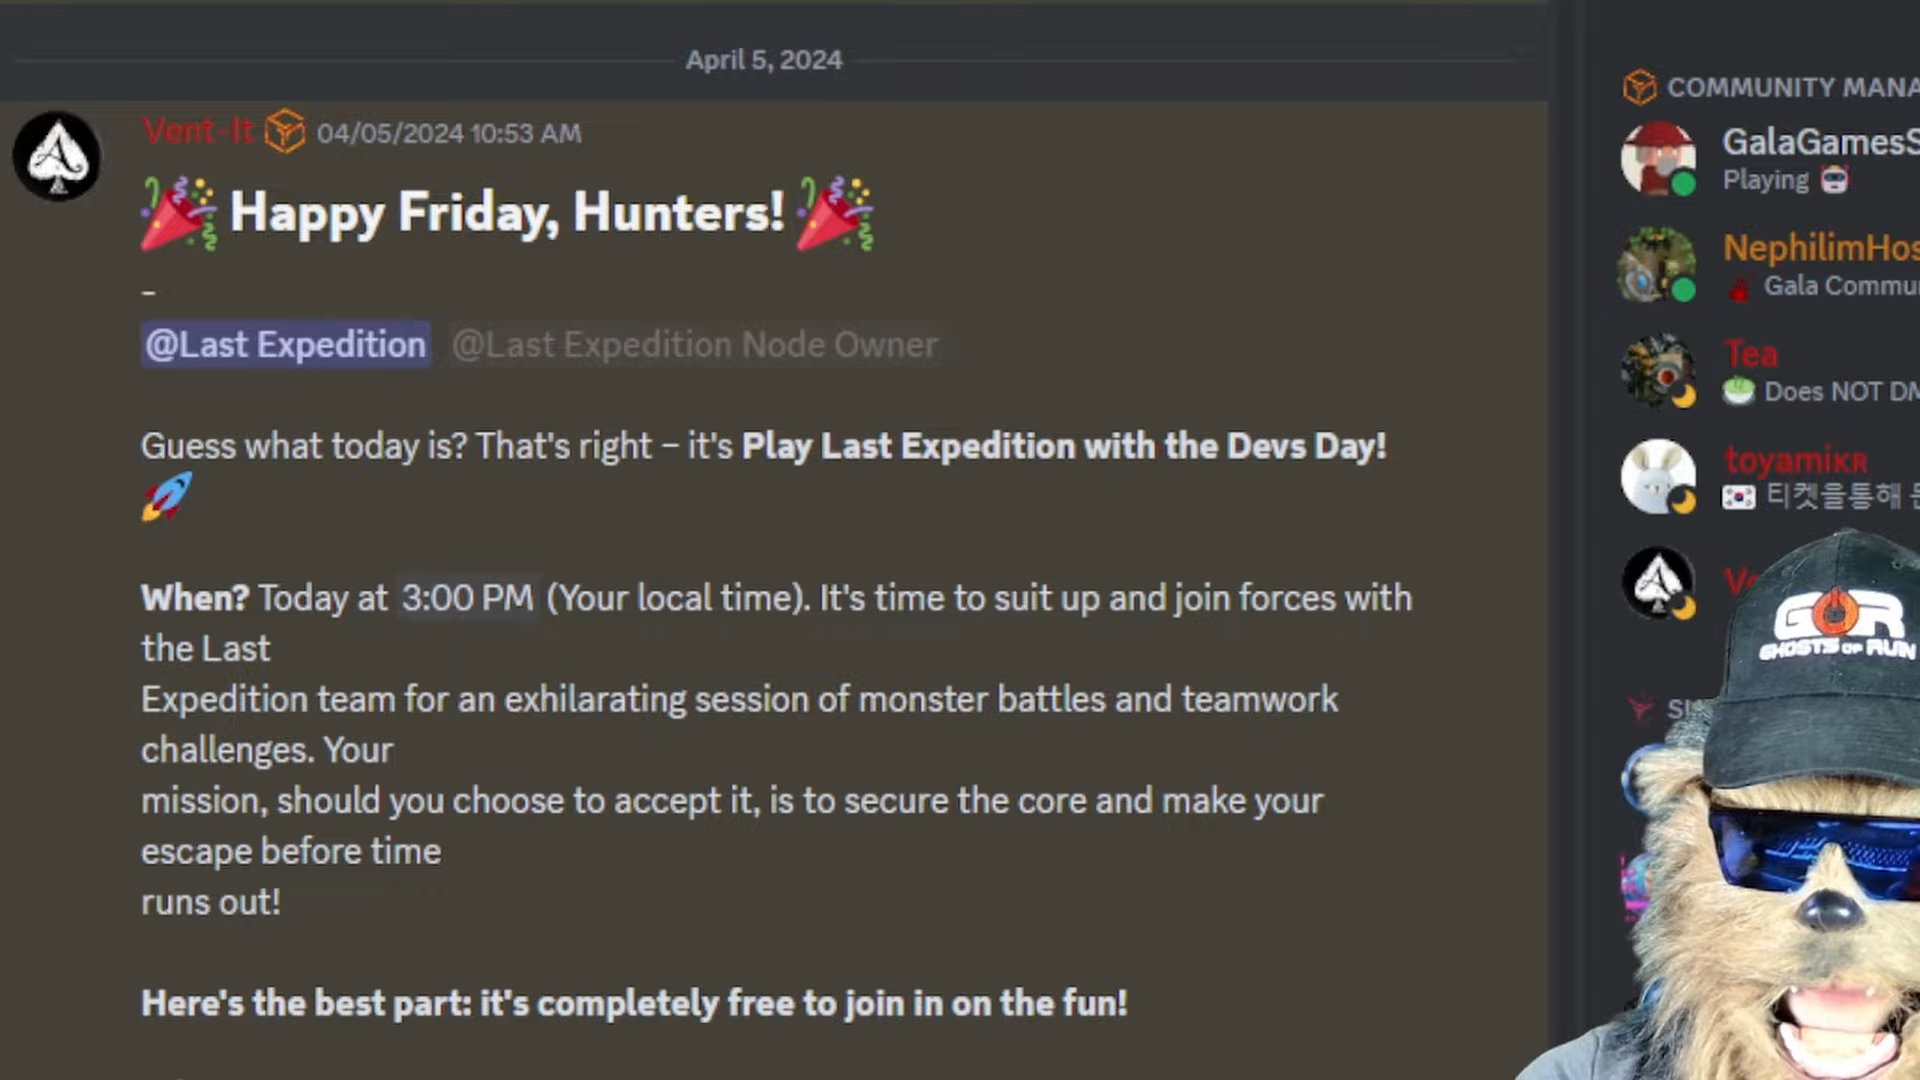 April 5, 2024
Vent-It 04/05/2024 10:53 AM
Happy Friday, Hunters!
–
@Last Expedition @Last Expedition Node Owner
Guess what today is? That's right – it's Play Last Expedition with the Devs Day!
When? Today at 3:00 PM (Your local time). It's time to suit up and join forces with
the Last
Expedition team for an exhilarating session of monster battles and teamwork
challenges. Your
mission, should you choose to accept it, is to secure the core and make your
escape before time
runs out!
Here's the best part: it's completely free to join in on the fun!
COMMUNITY MANA
GalaGamesS
Playing
NephilimHos
Gala Commu
Tea
Does NOT DM
toyamiKR
티켓을통해
GOR
GHOSTS OF RUIN